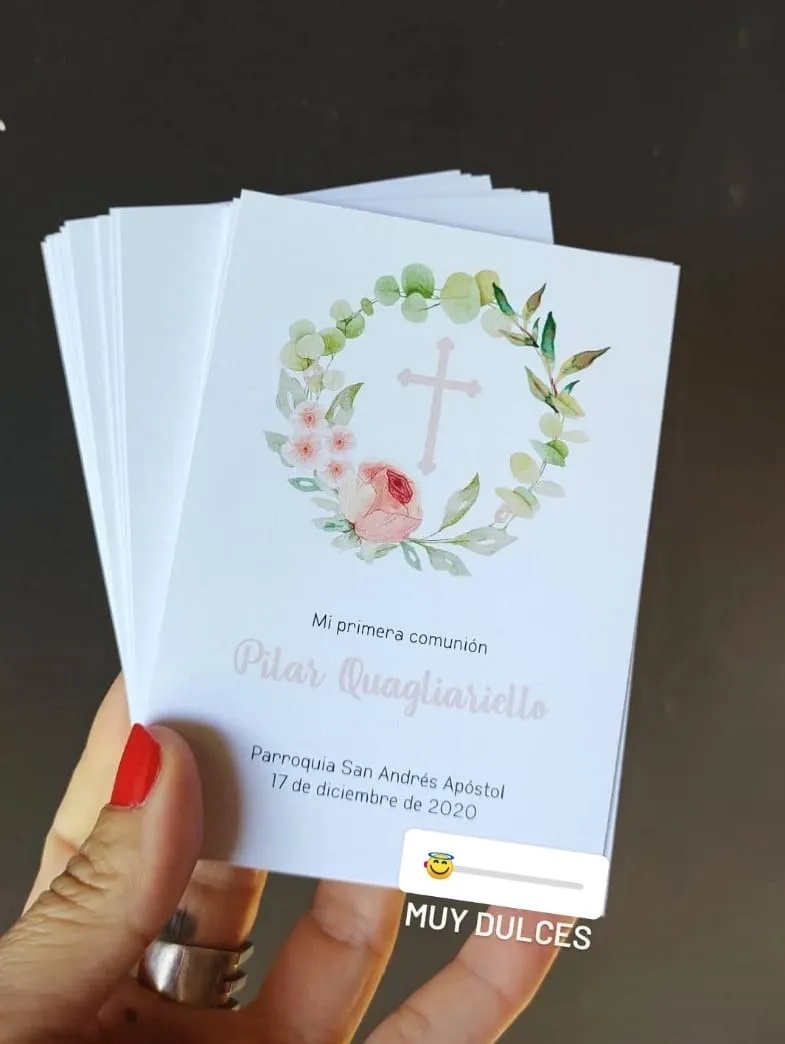 Mi primera comunión
Pilar Quagliariello
Parroquia San Andrés Apóstol
17 de diciembre de 2020
MUY DULCES